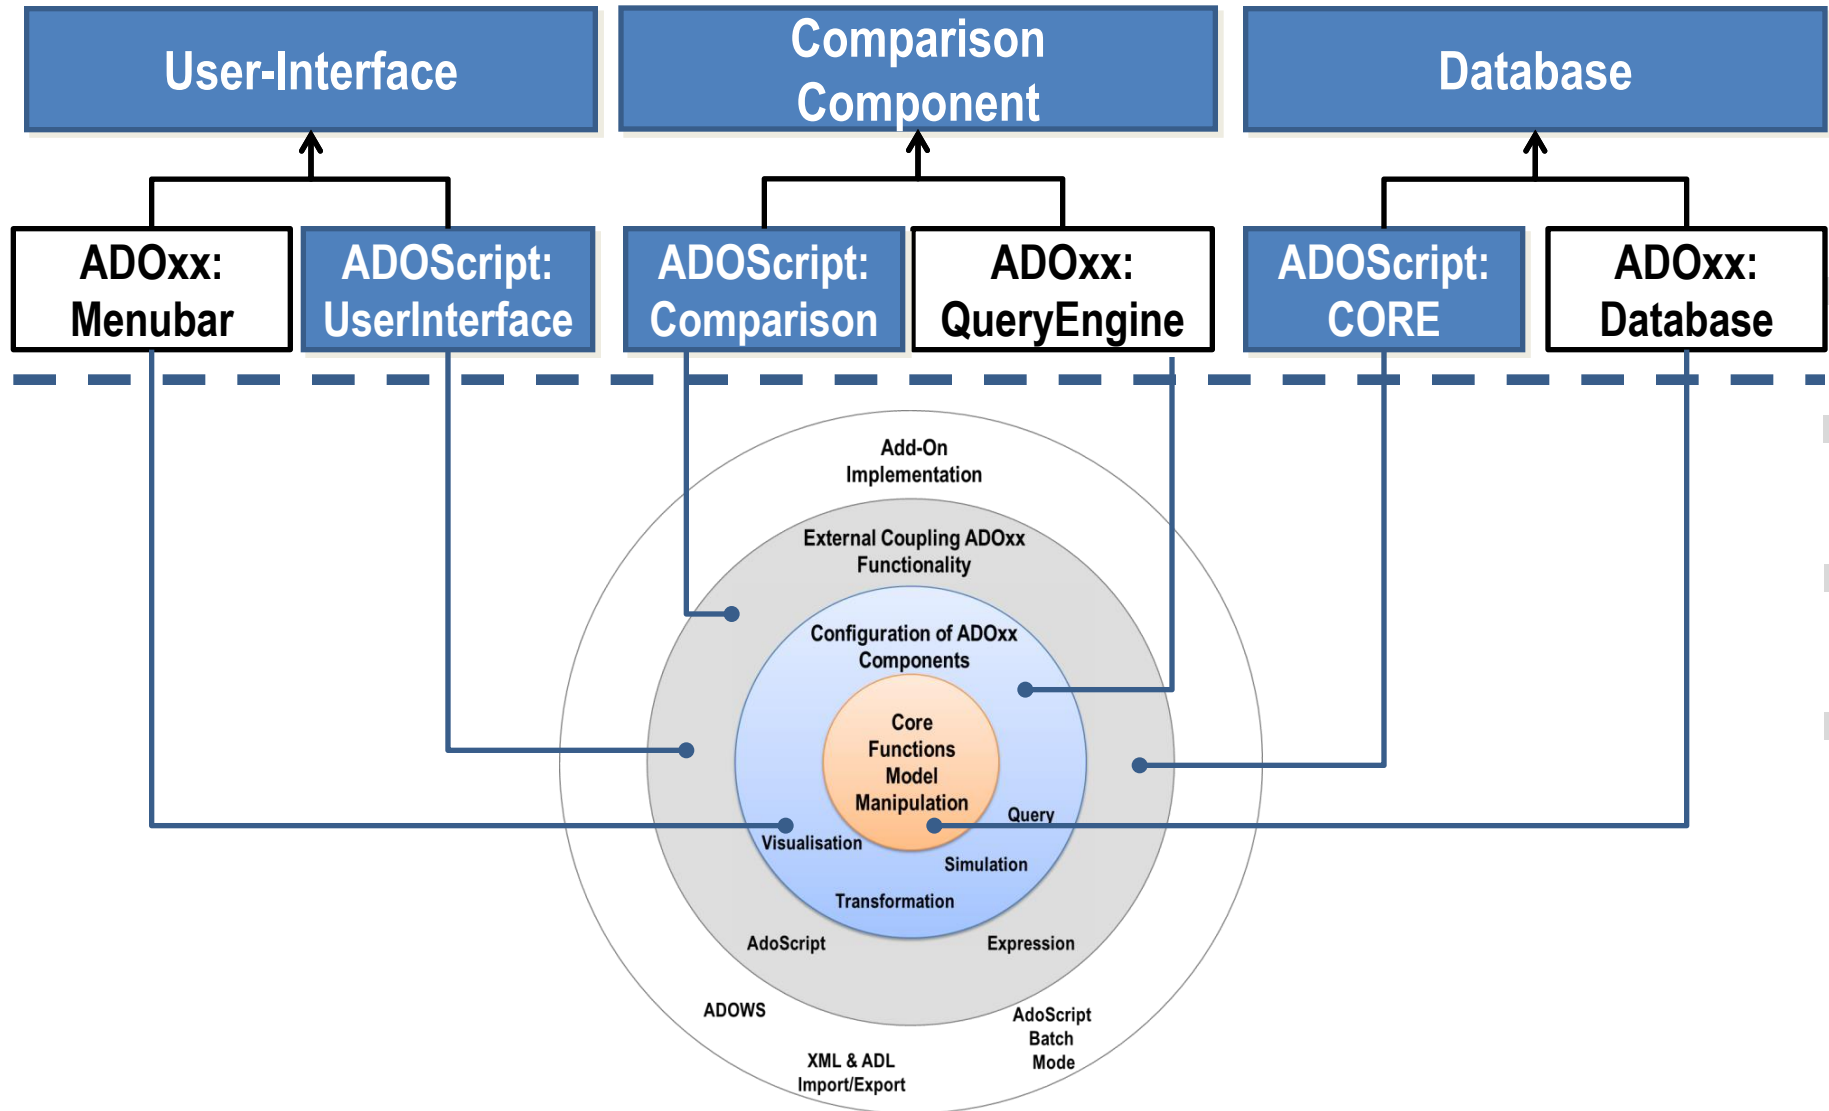 User-Interface
Comparison
Component
Database
ADOxx:
Menubar
ADOScript:
UserInterface
ADOScript:
Comparison
ADOxx:
QueryEngine
ADOScript:
CORE
ADOxx:
Database
Add-On
Implementation
External Coupling ADOxx
Functionality
Configuration of ADOxx
Components
Core
Functions
Model
Manipulation
Query
Visualisation
Simulation
Transformation
AdoScript
Expression
ADOWS
AdoScript
Batch
Mode
XML & ADL
Import/Export